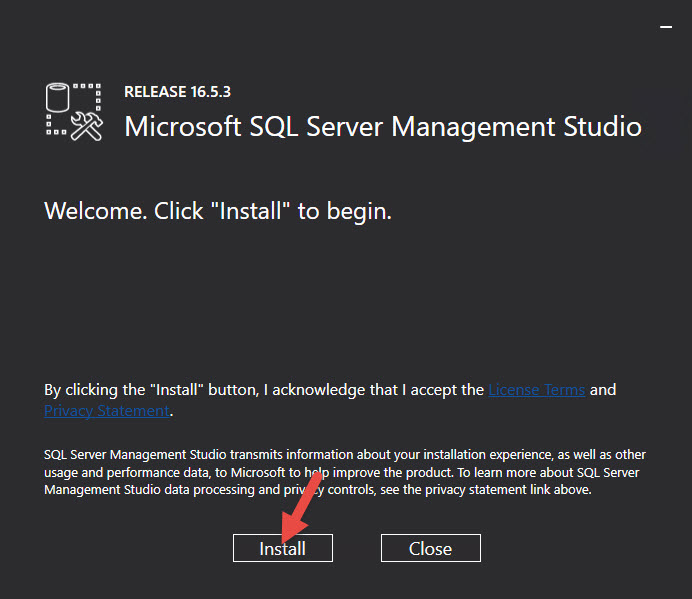 RELEASE 16.5.3
Microsoft SQL Server Management Studio
Welcome. Click "Install" to begin.
By clicking the "Install" button, I acknowledge that I accept the License Terms and
Privacy Statement.
SQL Server Management Studio transmits information about your installation experience, as well as other
usage and performance data, to Microsoft to help improve the product. To learn more about SQL Server
Management Studio data processing and privacy controls, see the privacy statement link above.
Install
Close